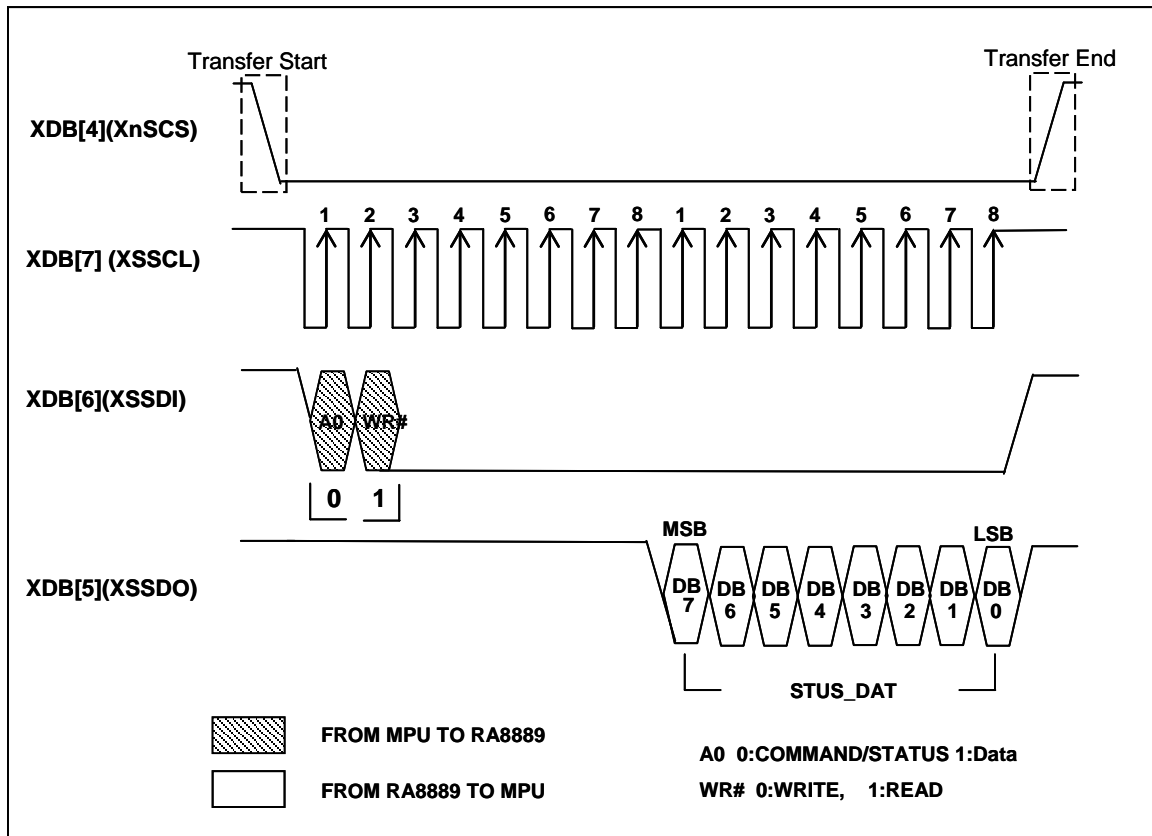 Transfer Start
Transfer End
XDB[4](XnSCS)
1 2 3 4 5 6 7 8 1 2 3 4 5 6 7 8
XDB[7] (XSSCL)
XDB[6](XSSDI)
A0 WR#
0 1
MSB
LSB
XDB[5](XSSDO)
DB 7 DB 6 DB 5 DB 4 DB 3 DB 2 DB 1 DB 0
STUS_DAT
FROM MPU TO RA8889
A0 0:COMMAND/STATUS 1:Data
FROM RA8889 TO MPU
WR# 0:WRITE, 1:READ